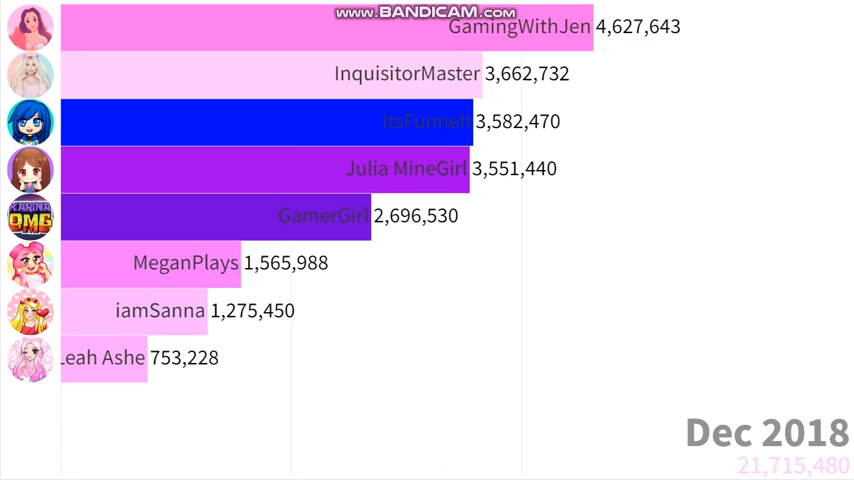 www.BANDICAM.com
GamingWithJen 4,627,643
InquisitorMaster 3,662,732
ItsFunneh 3,582,470
Julia MineGirl 3,551,440
KARINA
OMG
GamerGirl 2,696,530
MeganPlays 1,565,988
iamSanna 1,275,450
Leah Ashe 753,228
Dec 2018
21,715,480